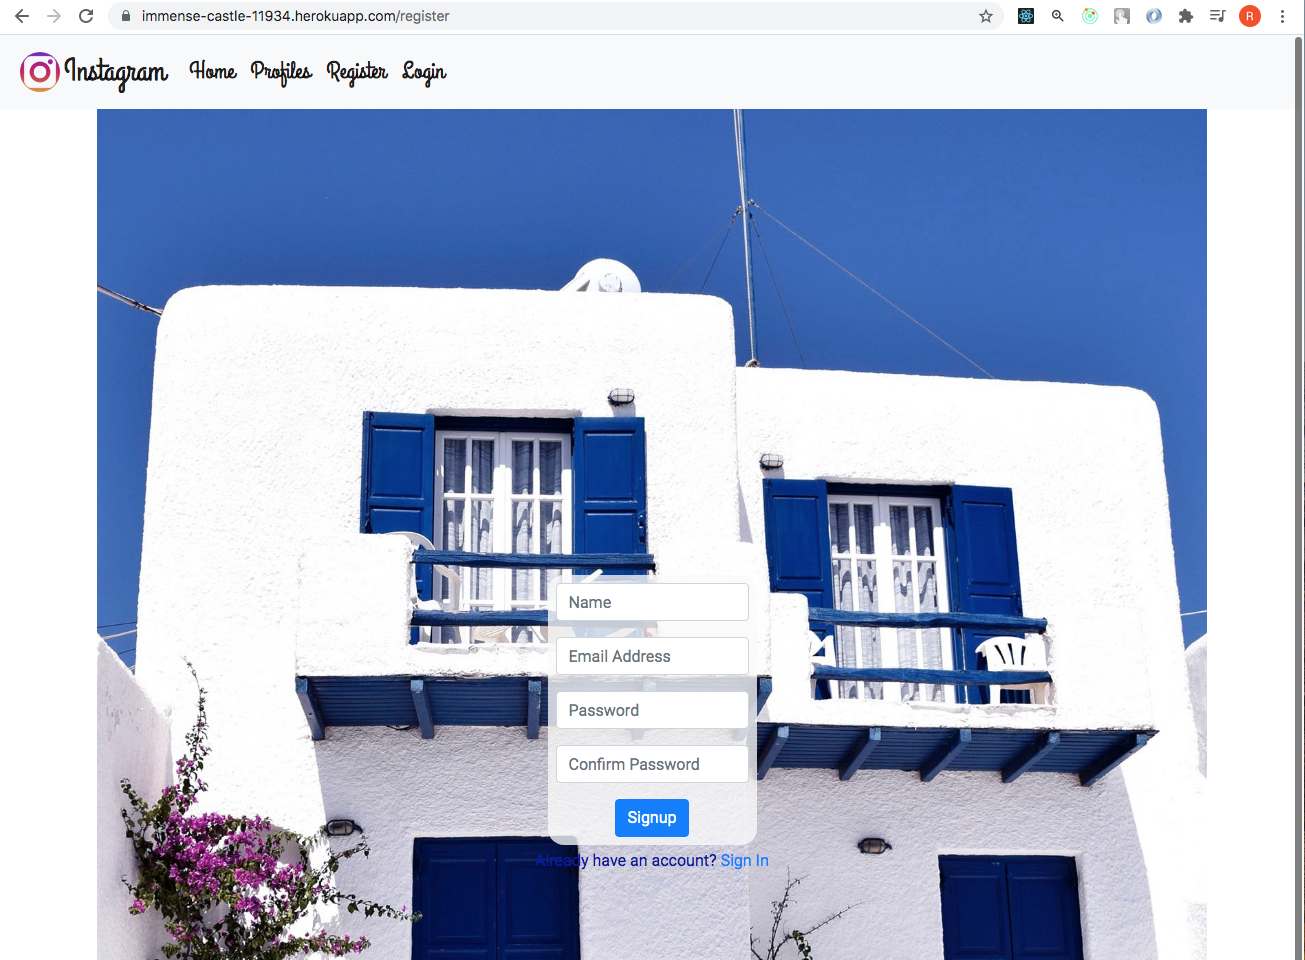 immense-castle-11934.herokuapp.com/register
R
Instagram Home Profiles Register Login
Name
Email Address
Password
Confirm Password
Signup
Already have an account? Sign In